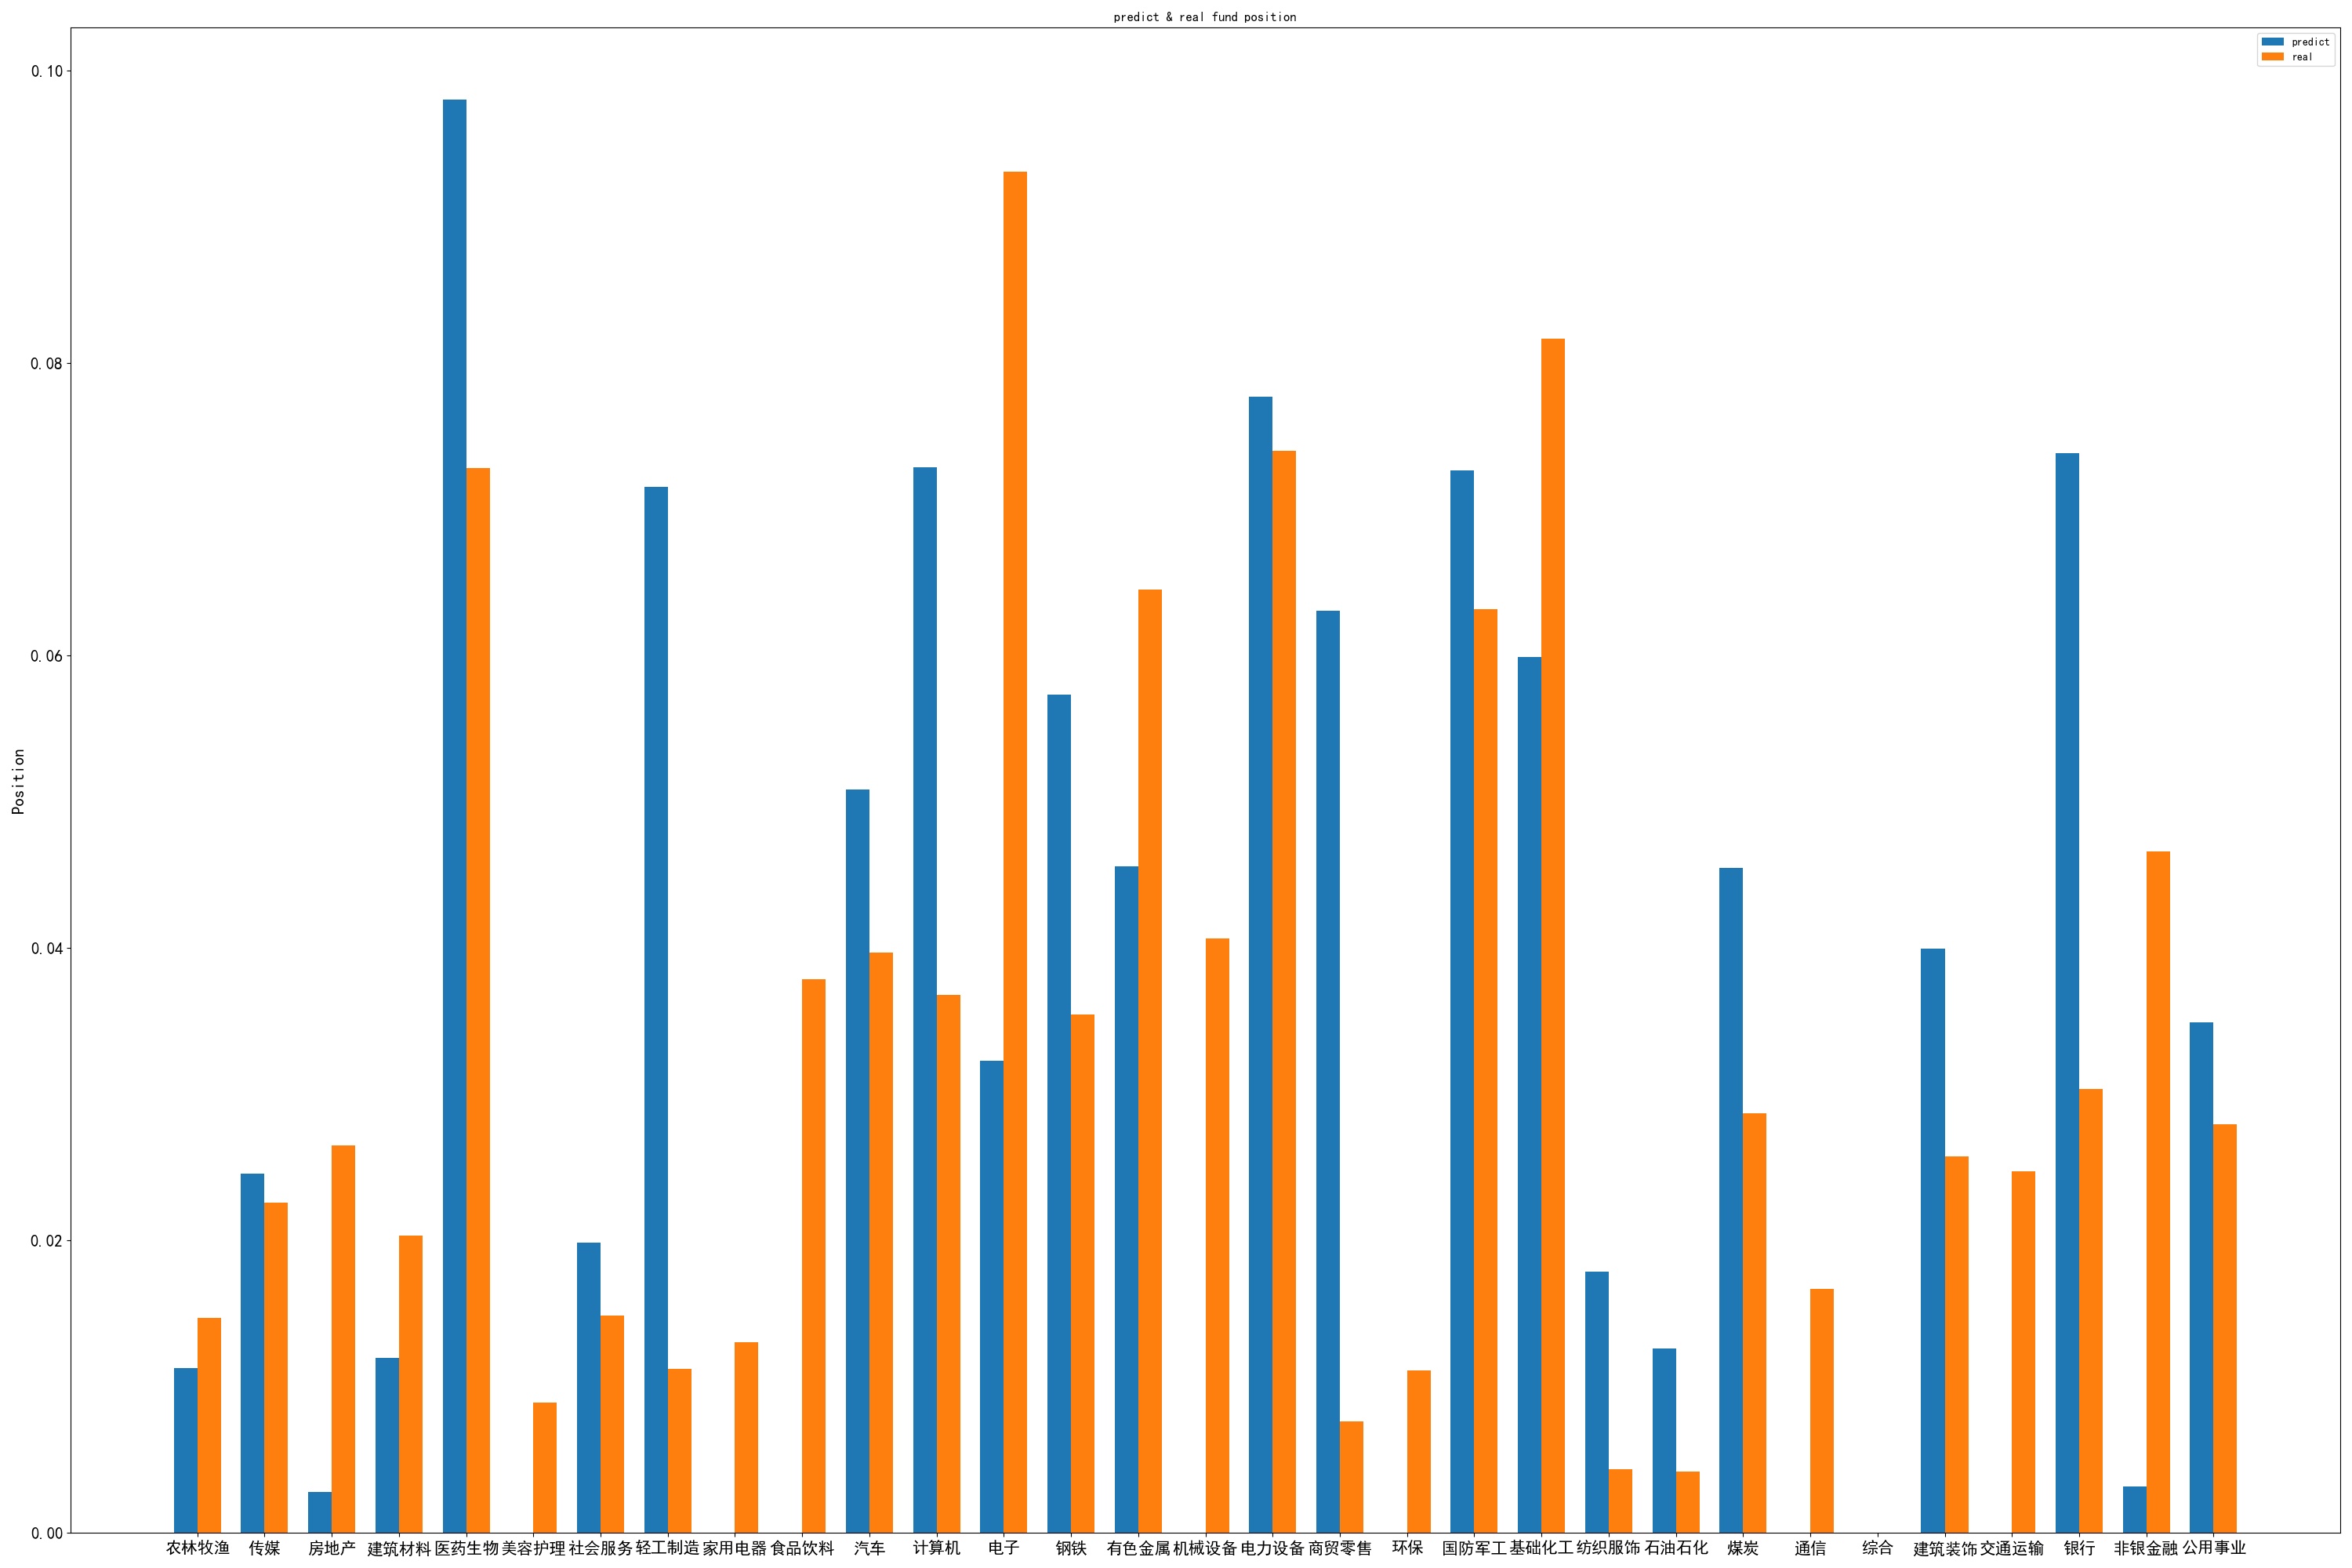 predict & real fund position
predict
real
0.10
0.08
0.06
0.04
0.02
0.00
Position
农林牧渔 传媒 房地产 建筑材料 医药生物 美容护理 社会服务 轻工制造 家用电器 食品饮料 汽车 计算机 电子 钢铁 有色金属 机械设备 电力设备 商贸零售 环保 国防军工 基础化工 纺织服饰 石油石化 煤炭 通信 综合 建筑装饰 交通运输 银行 非银金融 公用事业